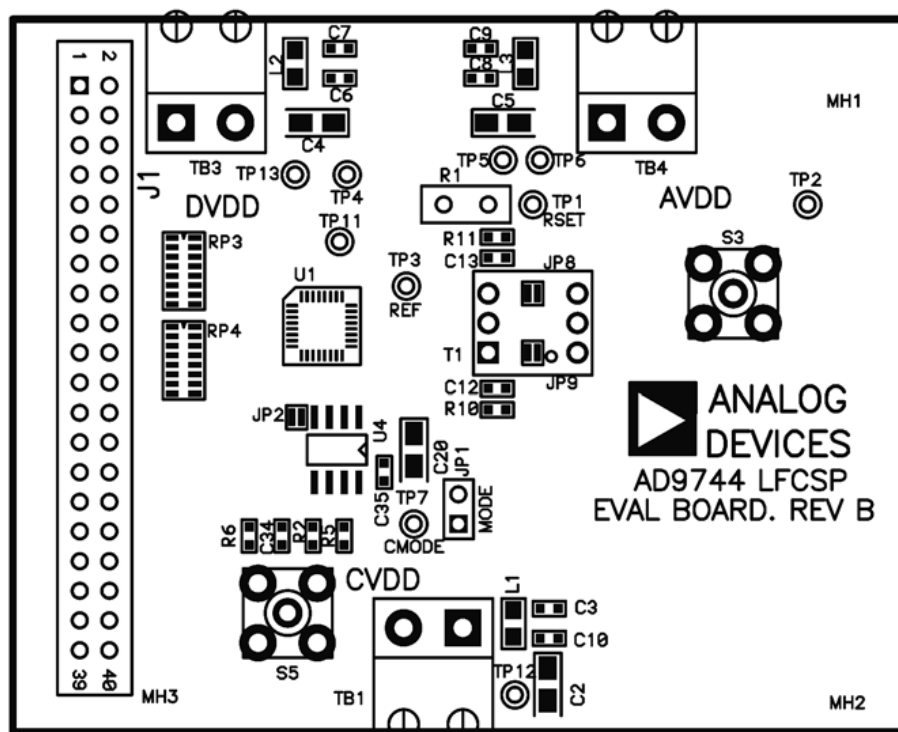 C7
C9
1 2
L2
L3
C8
C6
MH1
C5
C4
TB3
TP13
TP5
TP6
TB4
J1
R1
TP2
TP4
DVDD
TP1
AVDD
RSET
TP11
RP3
R11
S3
TP3
C13
JP8
U1
REF
RP4
T1
JP9
C12
JP2
R10
ANALOG
DEVICES
U4
C20
JP1
AD9744 LFCSP
C35
TP7
MODE
EVAL BOARD. REV B
R6
C34
R2
R5
CMODE
CVDD
L1
C3
C10
S5
TP12
39 40
MH3
TB1
C2
MH2